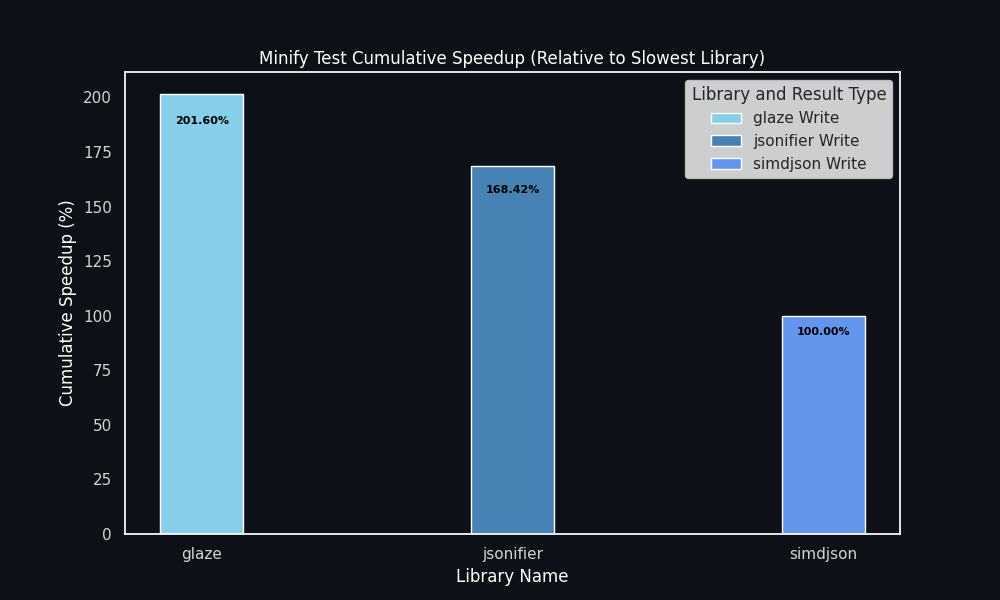 Minify Test Cumulative Speedup (Relative to Slowest Library)
Library and Result Type
glaze Write
jsonifier Write
simdjson Write
Cumulative Speedup (%)
200
175
150
125
100
75
50
25
0
201.60%
168.42%
100.00%
glaze
jsonifier
simdjson
Library Name